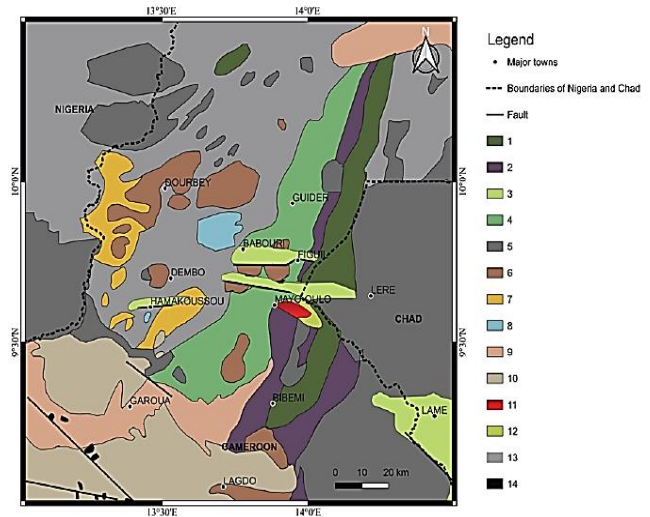 13°30'E 14°0'E
N
NIGERIA
DOURBEY
10°0'N 10°0'N
GUIDER
BABOURI
FIGUIL
DEMBO
LERE
HAMAKOUSSOU
MAYO-OULO
CHAD
9°30'N 9°30'N
GAROUA
BIBEMI
LAME
CAMEROON
LAGDO
0 10 20 km
13°30'E 14°0'E
Legend
Major towns
Boundaries of Nigeria and Chad
Fault
1
2
3
4
5
6
7
8
9
10
11
12
13
14